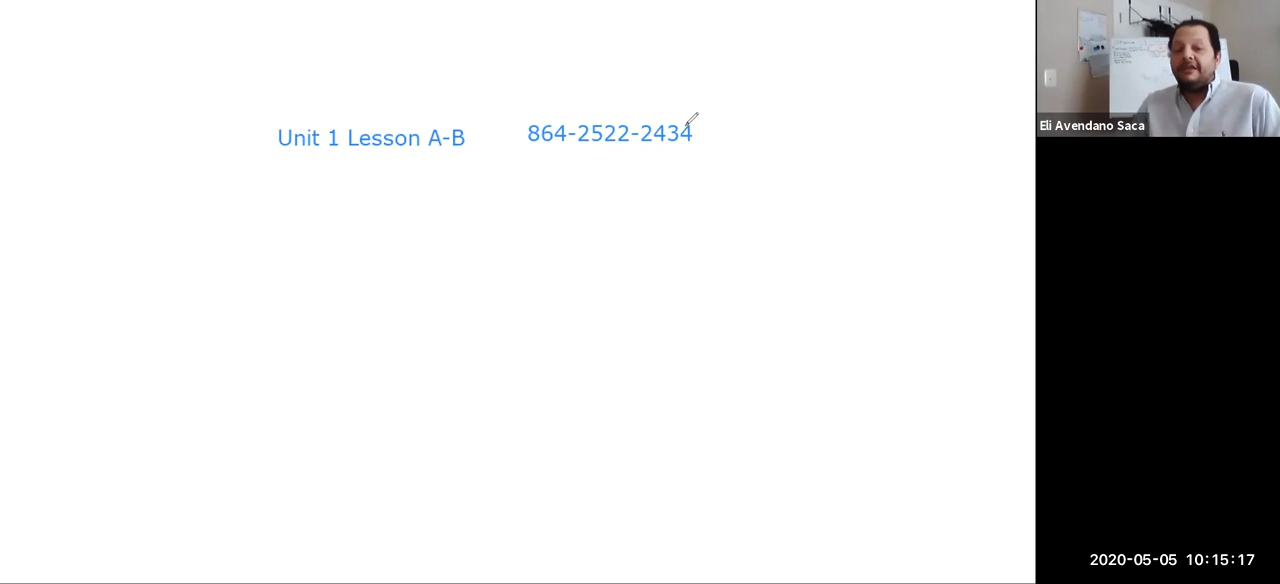 Unit 1 Lesson A-B
864-2522-2434
Eli Avendano Saca
2020-05-05 10:15:17